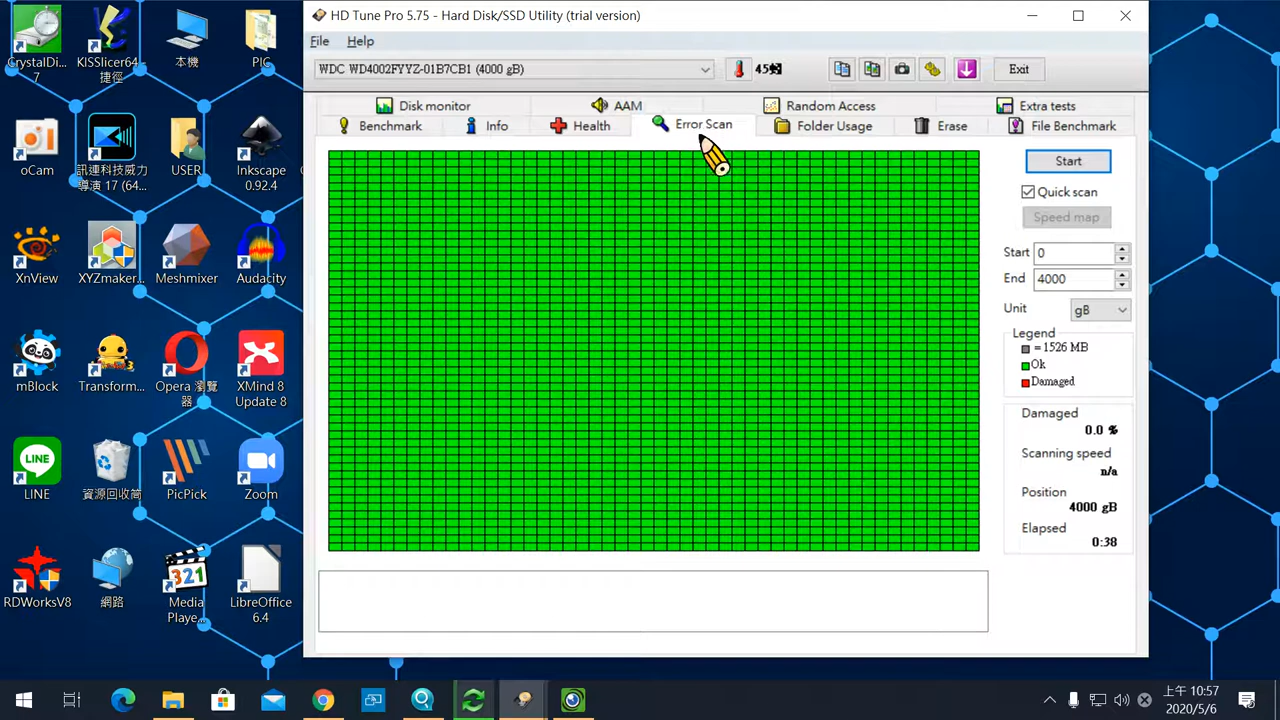 CrystalDi...
7
KISSlicer64-
捷徑
本機
PIC
oCam
訊連科技威力
導演 17 (64...
USER
Inkscape
0.92.4
XnView
XYZmaker...
Meshmixer
Audacity
mBlock
Transform...
Opera 瀏覽
器
XMind 8
Update 8
LINE
LINE
資源回收筒
PicPick
Zoom
RDWorksV8
網路
321
Media
Playe...
LibreOffice
6.4
HD Tune Pro 5.75 - Hard Disk/SSD Utility (trial version)
File Help
WDC WD4002FYYZ-01B7CB1 (4000 gB)
Exit
Disk monitor
AAM
Random Access
Extra tests
Benchmark
Info
Health
Error Scan
Folder Usage
Erase
File Benchmark
Start
Quick scan
Speed map
Start 0
End 4000
Unit gB
Legend
= 1526 MB
Ok
Damaged
Damaged
0.0 %
Scanning speed
n/a
Position
4000 gB
Elapsed
0:38
上午 10:57
2020/5/6